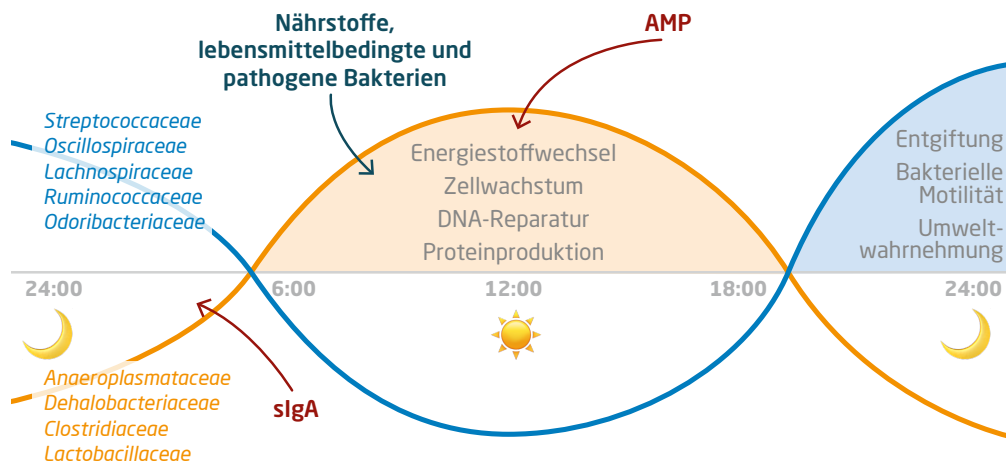 Nährstoffe,
lebensmittelbedingte und
pathogene Bakterien
AMP
Streptococcaceae
Oscillospiraceae
Lachnospiraceae
Ruminococcaceae
Odoribacteriaceae
Energiestoffwechsel
Zellwachstum
DNA-Reparatur
Proteinproduktion
Entgiftung
Bakterielle
Motilität
Umwelt-
wahrnehmung
24:00
6:00
12:00
18:00
24:00
Anaeroplasmataceae
Dehalobacteriaceae
Clostridiaceae
Lactobacillaceae
sIgA